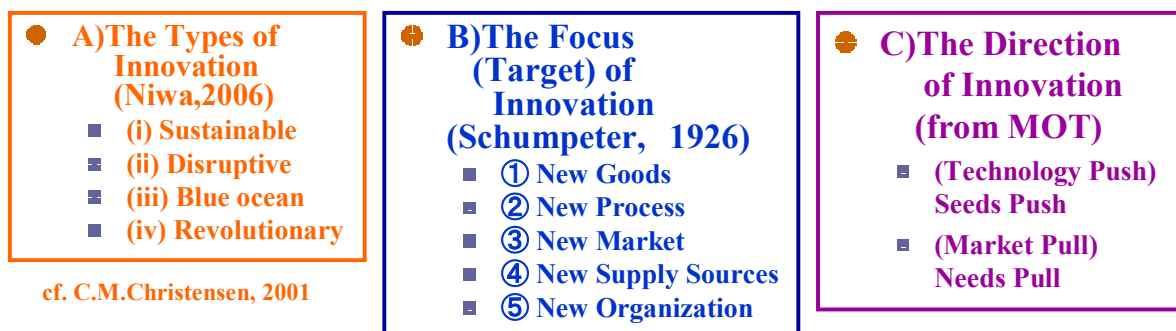 A)The Types of
Innovation
(Niwa,2006)
(i) Sustainable
(ii) Disruptive
(iii) Blue ocean
(iv) Revolutionary
cf. C.M.Christensen, 2001
B)The Focus
(Target) of
Innovation
(Schumpeter, 1926)
① New Goods
② New Process
③ New Market
④ New Supply Sources
⑤ New Organization
C)The Direction
of Innovation
(from MOT)
(Technology Push)
Seeds Push
(Market Pull)
Needs Pull